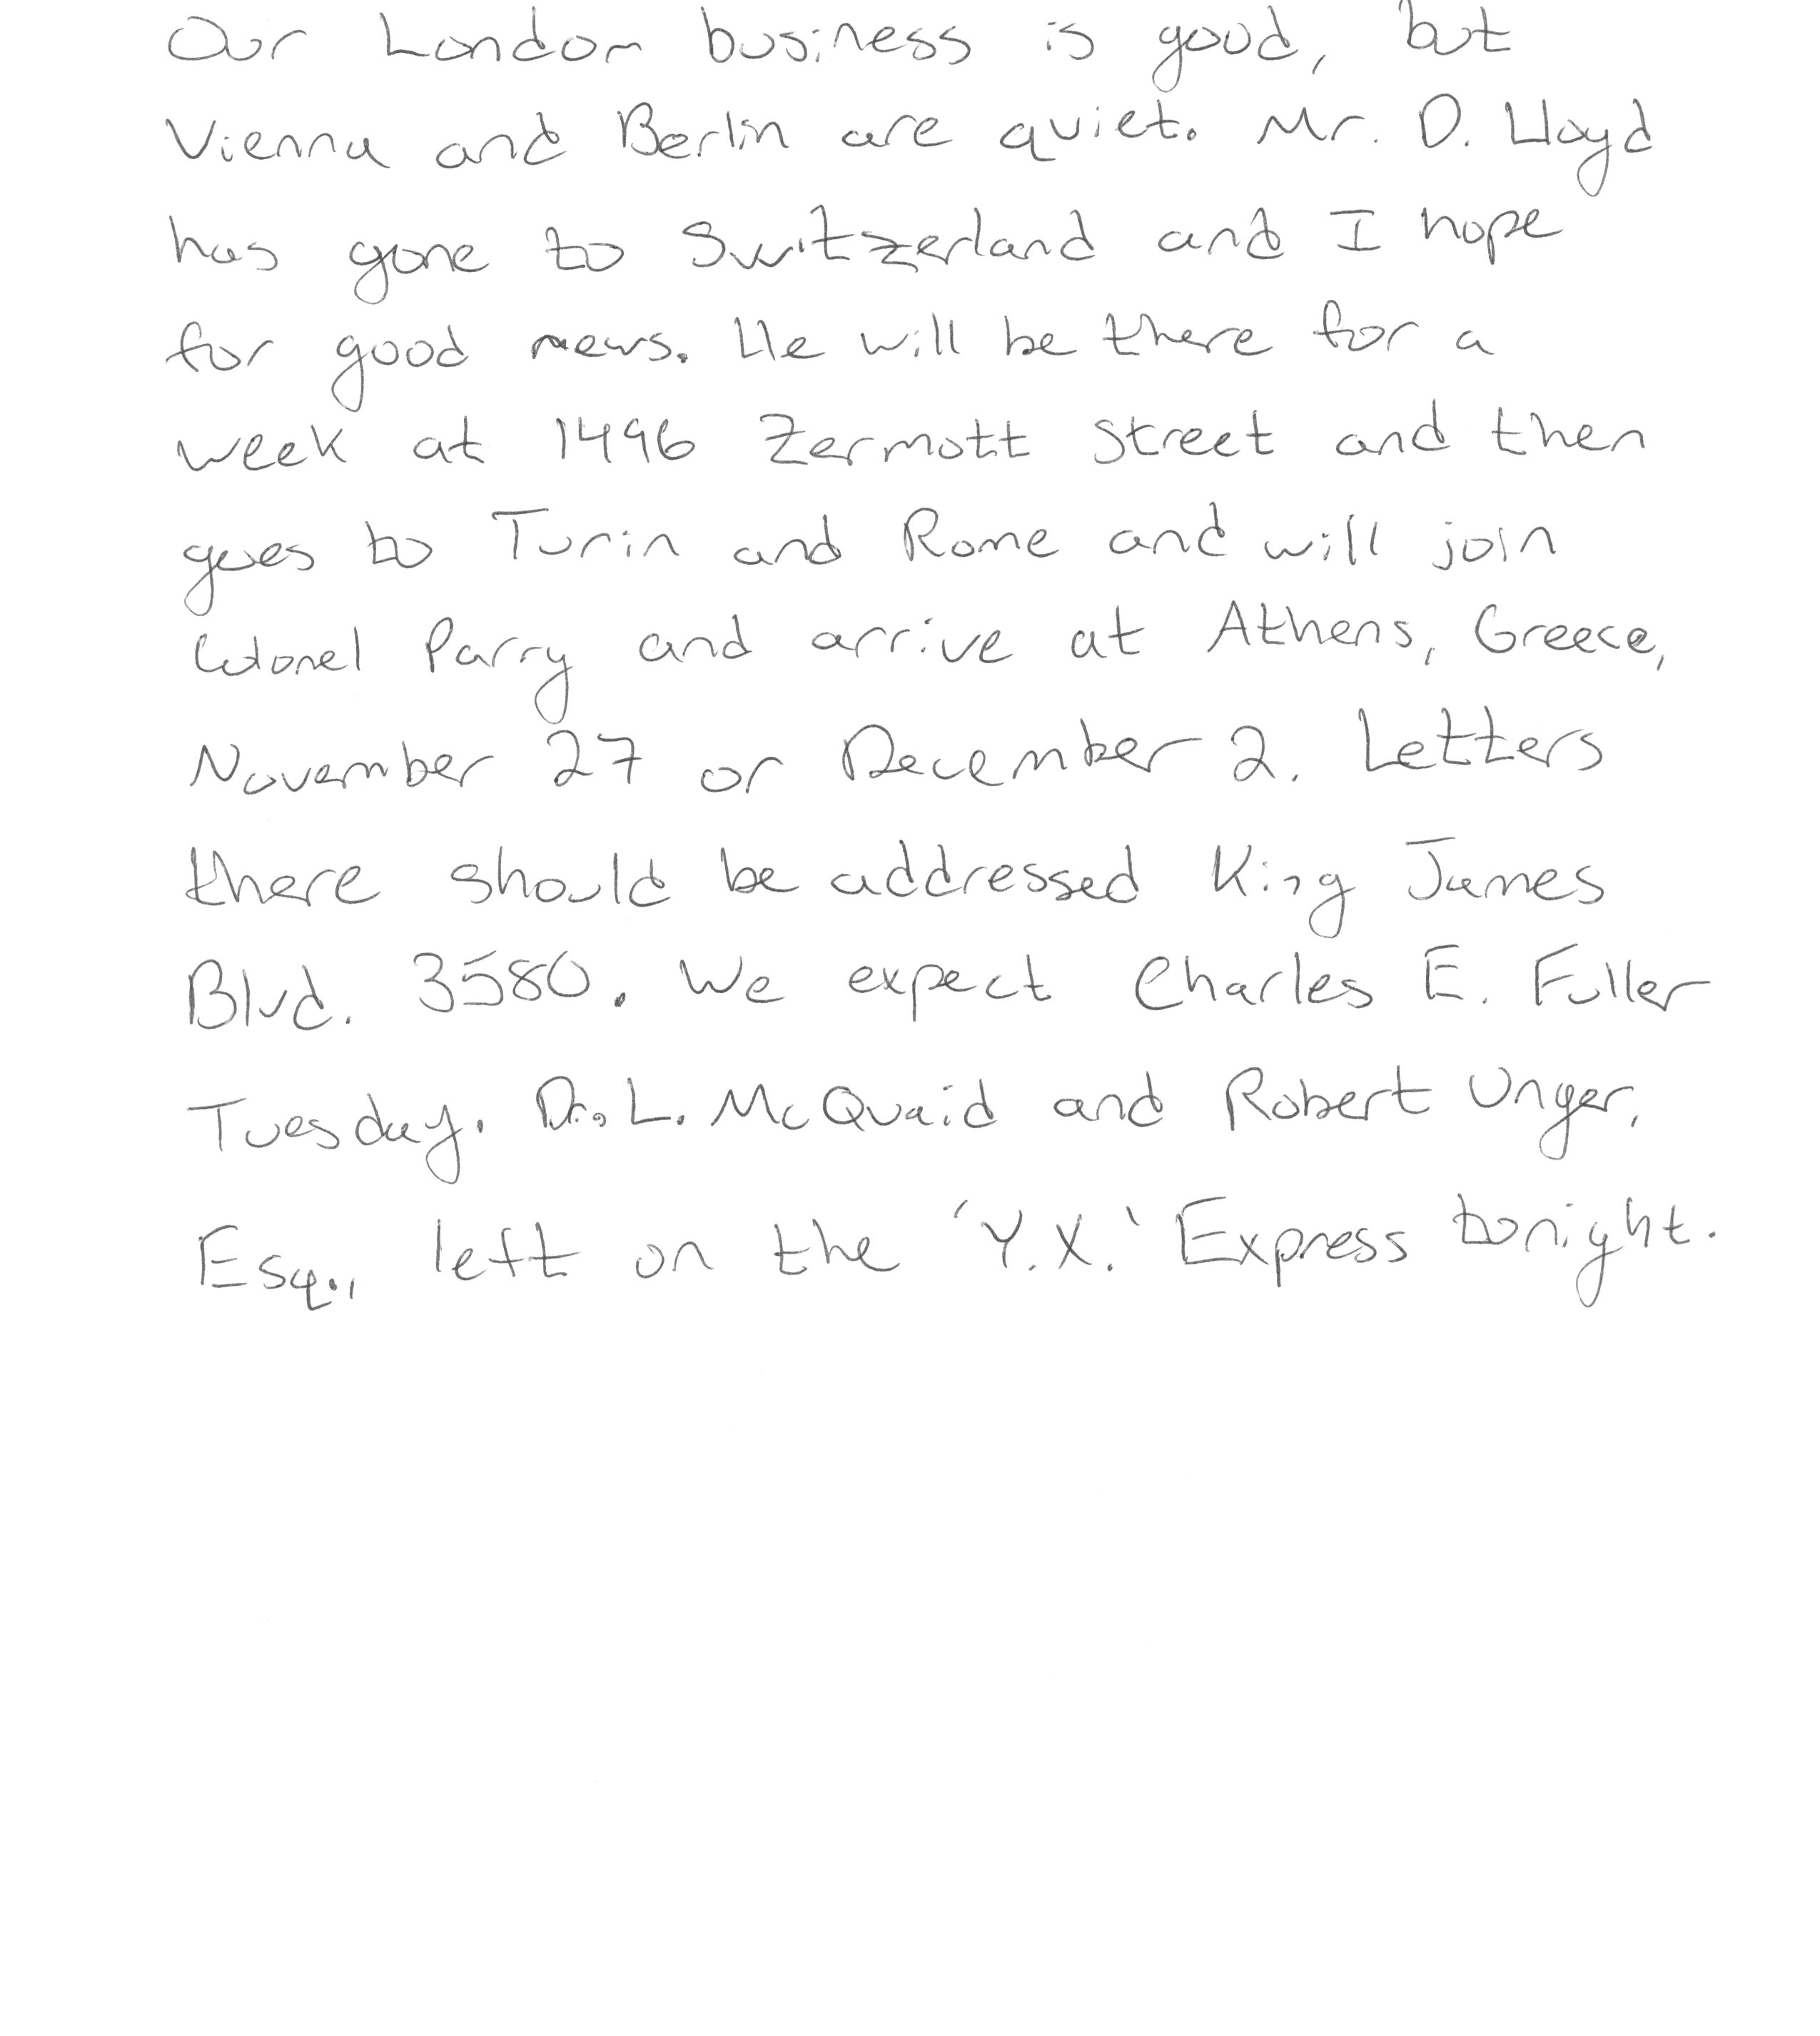 Our London business is good, but
Vienna and Berlin are quiet. Mr. D. Lloyd
has gone to Switzerland and I hope
for good news. He will be there for a
week at 1496 Zermott Street and then
goes to Turin and Rome and will join
Colonel Parry and arrive at Athens, Greece,
November 27 or December 2. Letters
there should be addressed King James
Blvd. 3580. We expect Charles E. Fuller
Tuesday. Dr. L. McQuaid and Robert Unger,
Esq., left on the 'Y.X.' Express tonight.